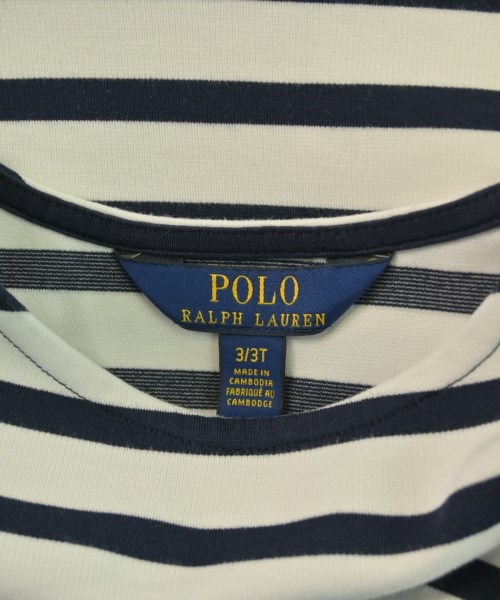 POLO
RALPH LAUREN
3/3T
MADE IN
CAMBODIA
FABRIQUÉ AU
CAMBODGE